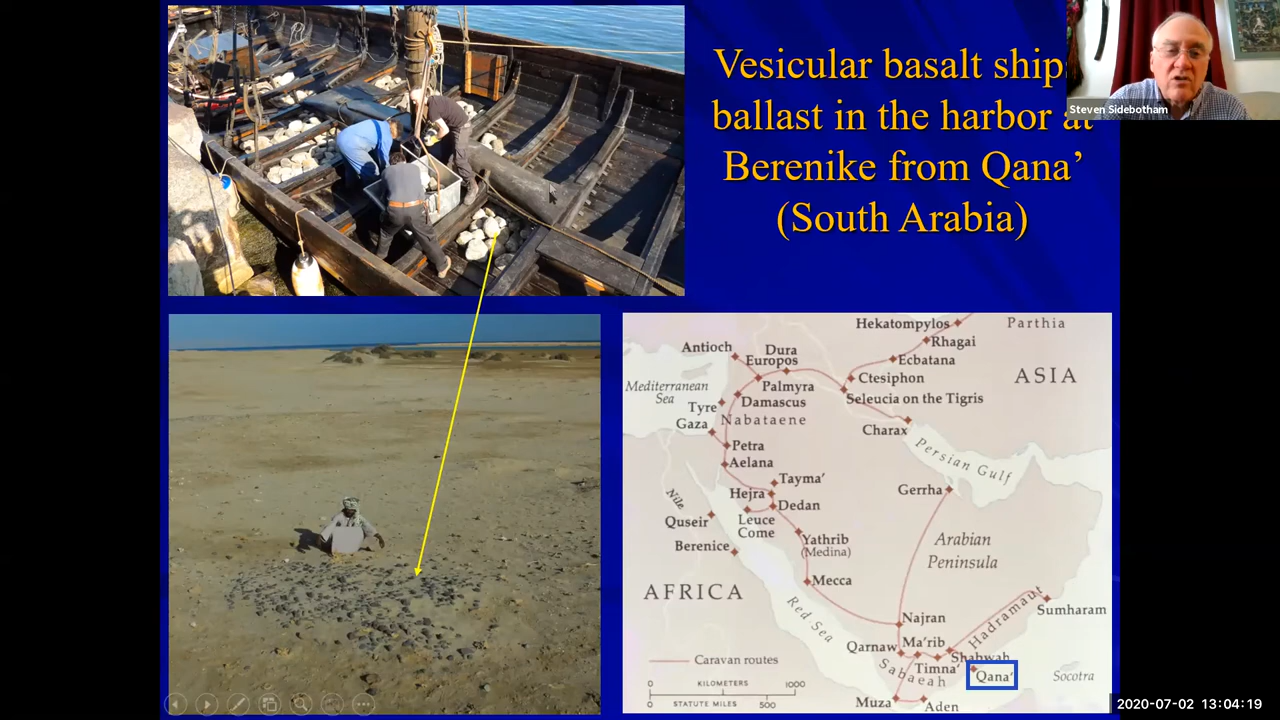 Vesicular basalt ship
ballast in the harbor at
Berenike from Qana’
(South Arabia)
Steven Sidebotham
Hekatompylos
Parthia
Rhagai
Antioch
Dura
Europos
Ecbatana
ASIA
Mediterranean
Sea
Palmyra
Ctesiphon
Damascus
Seleucia on the Tigris
Tyre
Nabataene
Gaza
Charax
Petra
Persian Gulf
Aelana
Tayma’
Hejra
Gerrha
Nile
Dedan
Leuce
Come
Quseir
Yathrib
(Medina)
Arabian
Peninsula
Berenice
Mecca
AFRICA
Red Sea
Hadramaut
Sumharam
Najran
Qarnaw
Ma’rib
Shabwah
Timna’
Sabaeah
Qana’
Socotra
Caravan routes
0 KILOMETERS 1000
0 STATUTE MILES 500
Muza
Aden
2020-07-02 13:04:19